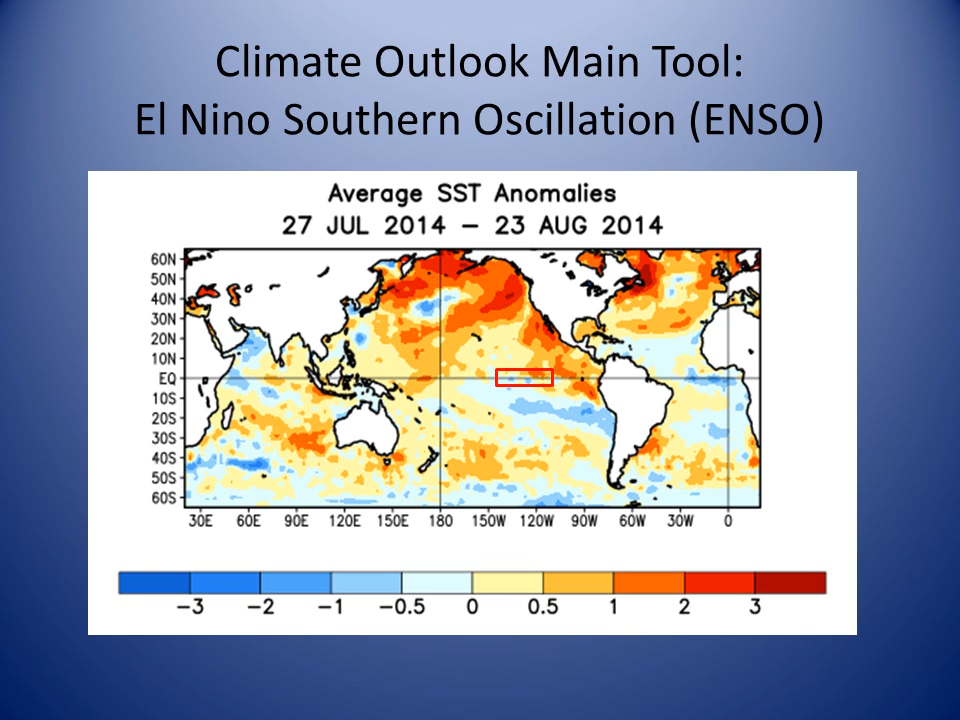 Climate Outlook Main Tool:
El Nino Southern Oscillation (ENSO)
Average SST Anomalies
27 JUL 2014 – 23 AUG 2014
60N
50N
40N
30N
20N
10N
EQ
10S
20S
30S
40S
50S
60S
30E 60E 90E 120E 150E 180 150W 120W 90W 60W 30W 0
−3 −2 −1 −0.5 0 0.5 1 2 3